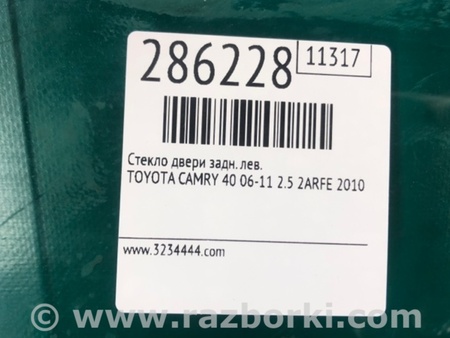 286228 11317
Стекло двери задн. лев.
TOYOTA CAMRY 40 06-11 2.5 2ARFE 2010
www.3234444.com
© www.razborki.com